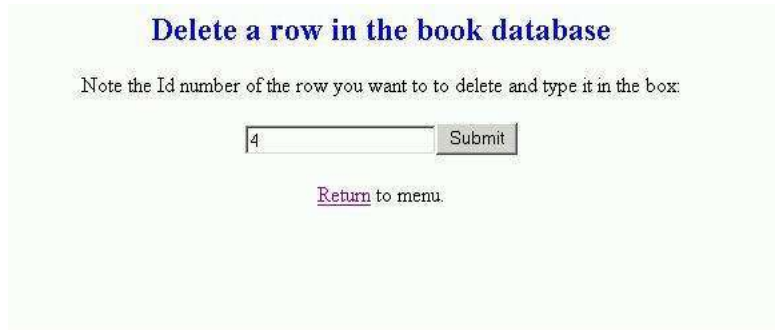 Delete a row in the book database
Note the Id number of the row you want to to delete and type it in the box:
4 Submit
Return to menu.